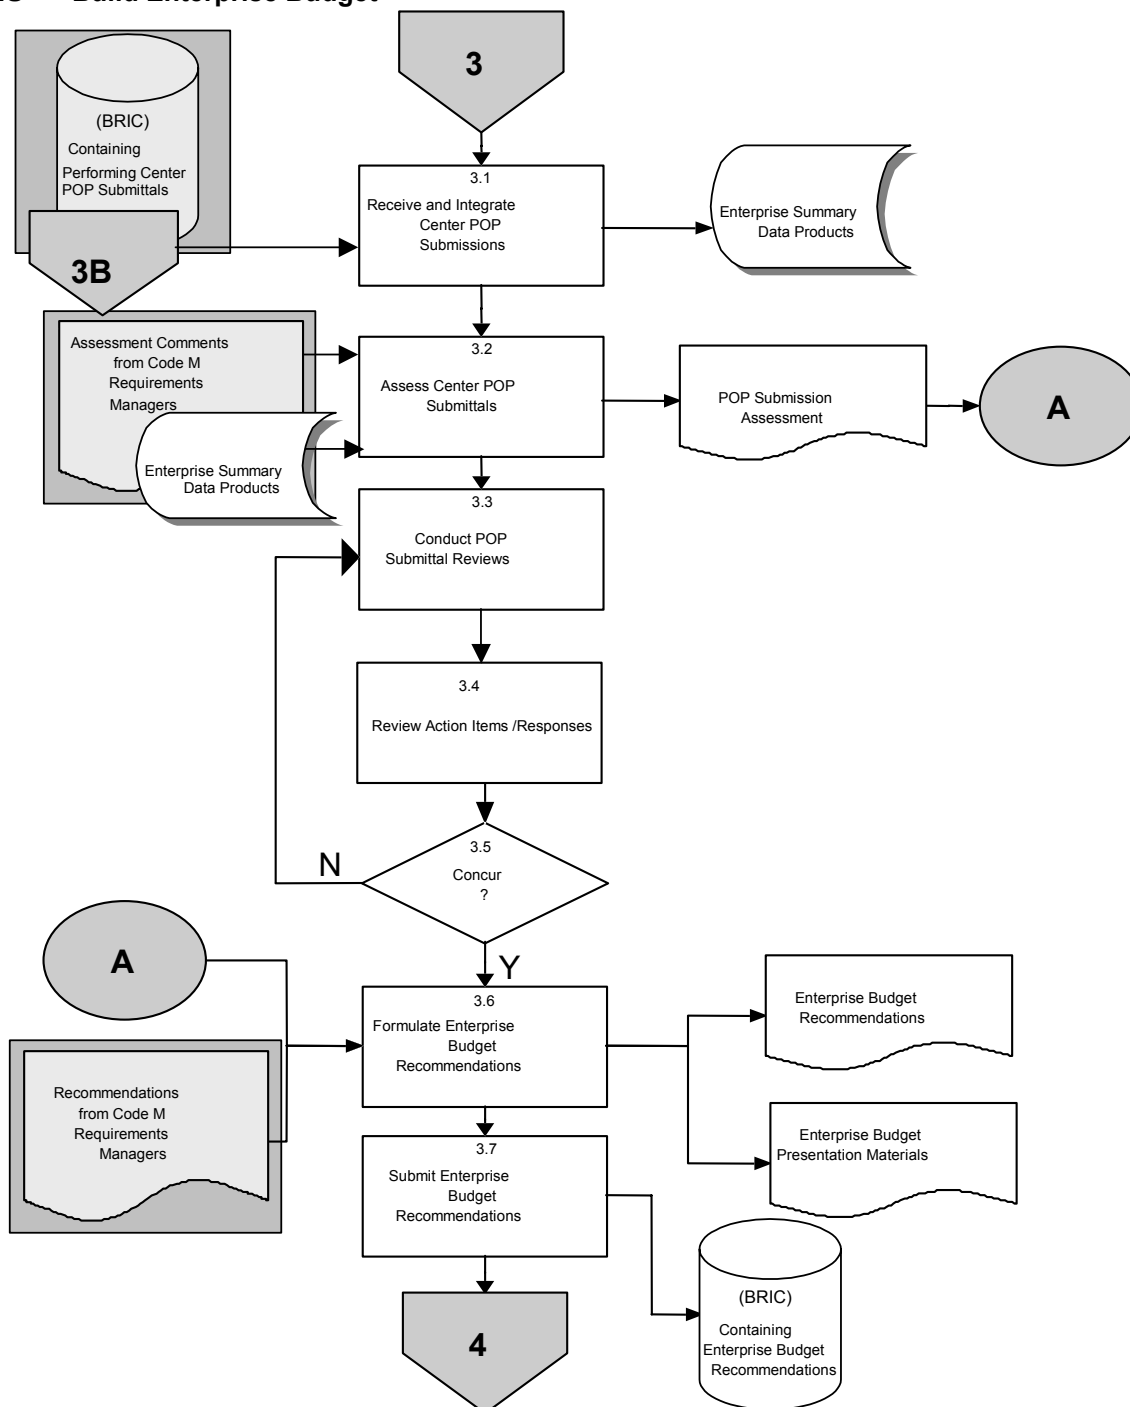 Build Enterprise Budget
3
(BRIC)
Containing
Performing Center
POP Submittals
3B
3.1
Receive and Integrate
Center POP
Submissions
Enterprise Summary
Data Products
Assessment Comments
from Code M
Requirements
Managers
Enterprise Summary
Data Products
3.2
Assess Center POP
Submittals
POP Submission
Assessment
A
3.3
Conduct POP
Submittal Reviews
3.4
Review Action Items /Responses
3.5
Concur
?
N
Y
A
Recommendations
from Code M
Requirements
Managers
3.6
Formulate Enterprise
Budget
Recommendations
Enterprise Budget
Recommendations
Enterprise Budget
Presentation Materials
3.7
Submit Enterprise
Budget
Recommendations
(BRIC)
Containing
Enterprise Budget
Recommendations
4